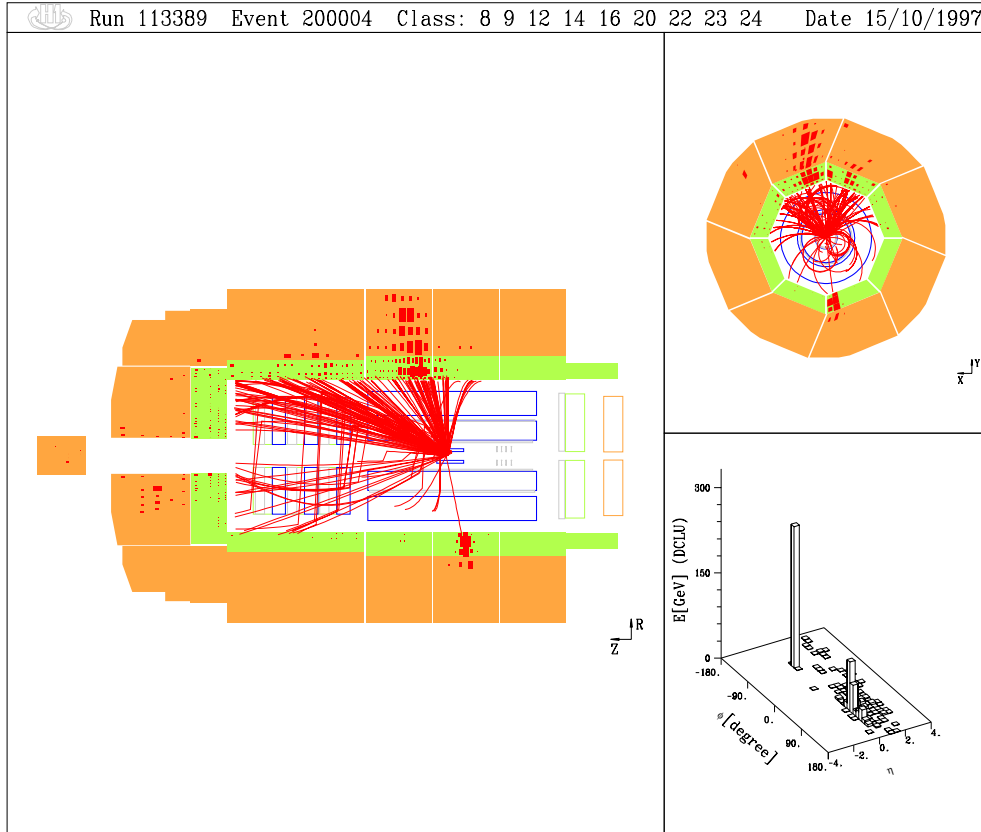 Run 113389 Event 200004 Class: 8 9 12 14 16 20 22 23 24 Date 15/10/1997
R
Z
Y
X
E[GeV] (DCLU)
300
150
0
-180.
-90.
0.
90.
180.
ϕ[degree]
-4.
-2.
0.
2.
4.
η